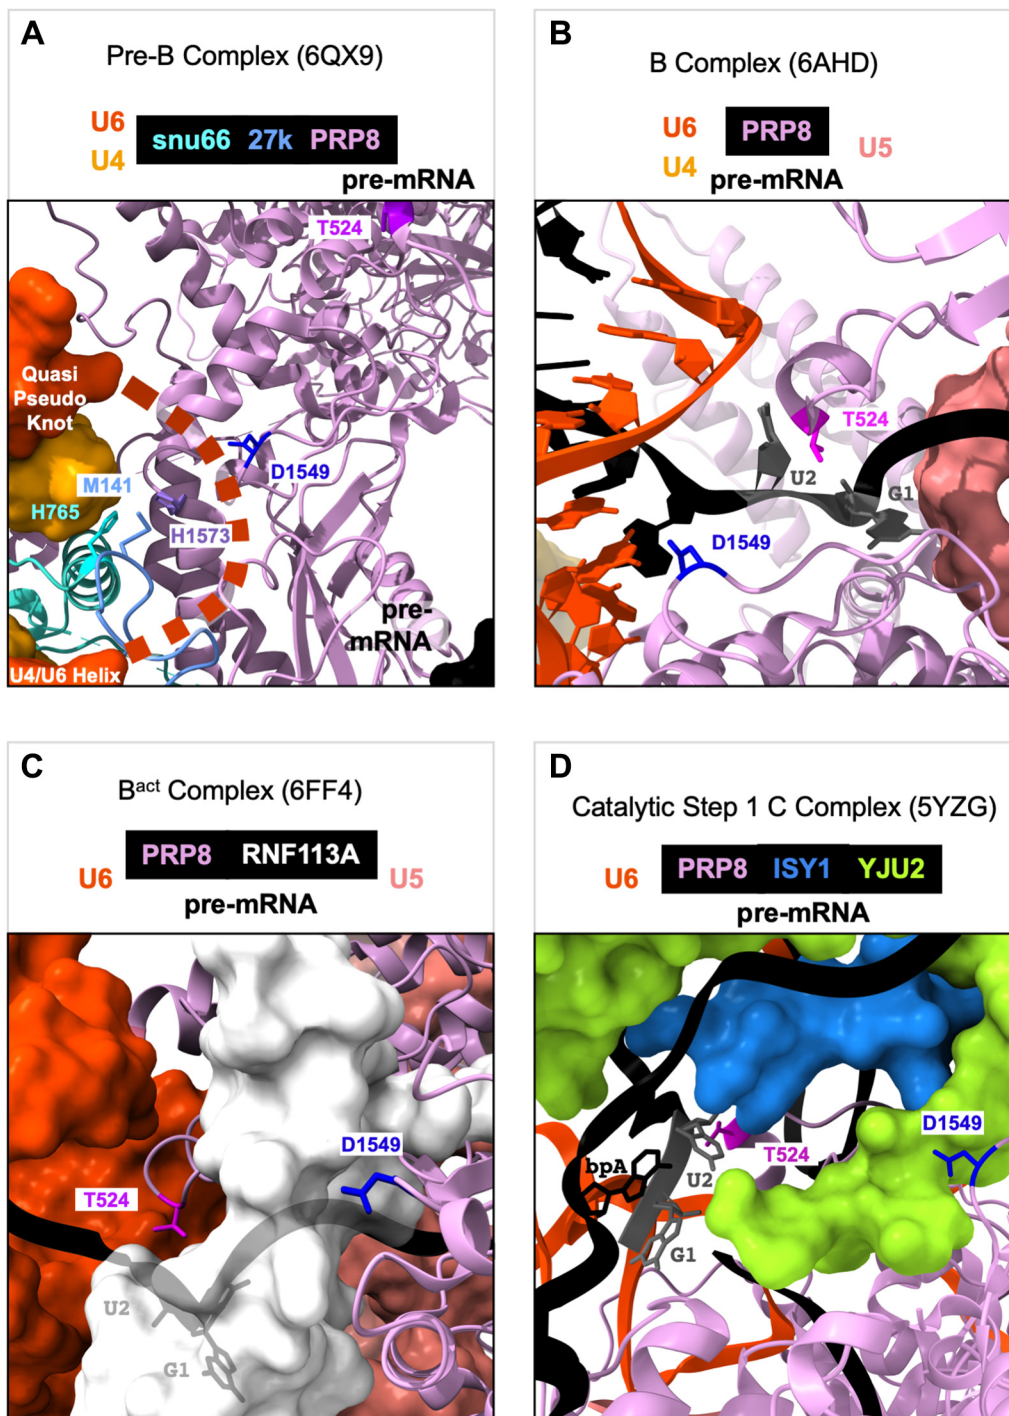 A
Pre-B Complex (6QX9)
U6
U4
snu66 27k PRP8
pre-mRNA
T524
Quasi
Pseudo
Knot
D1549
M141
H765
H1573
pre-
mRNA
U4/U6 Helix
B
B Complex (6AHD)
U6
U4
PRP8
U5
pre-mRNA
T524
U2
G1
D1549
C
Bact Complex (6FF4)
PRP8 RNF113A
U6
U5
pre-mRNA
D1549
T524
U2
G1
D
Catalytic Step 1 C Complex (5YZG)
U6
PRP8 ISY1 YJU2
pre-mRNA
D1549
T524
bpA
U2
G1